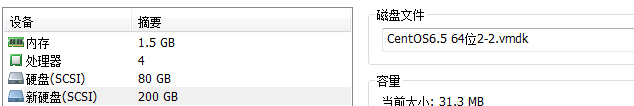 设备 摘要
内存 1.5 GB
处理器 4
硬盘(SCSI) 80 GB
新硬盘(SCSI) 200 GB
磁盘文件
CentOS6.5 64位2-2.vmdk
容量
当前大小: 31.3 MB